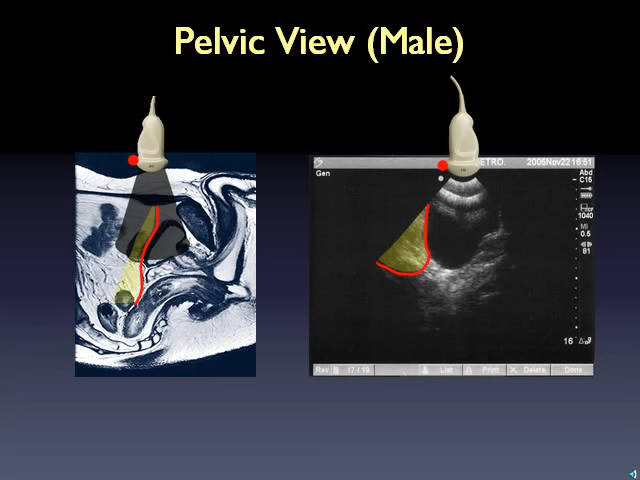 Pelvic View (Male)
ETRO. 2005Nov22 16:51
Gen
Abd
C15
1040
MI
0.5
81
16
Rev 17 / 19 List Print Delete Done